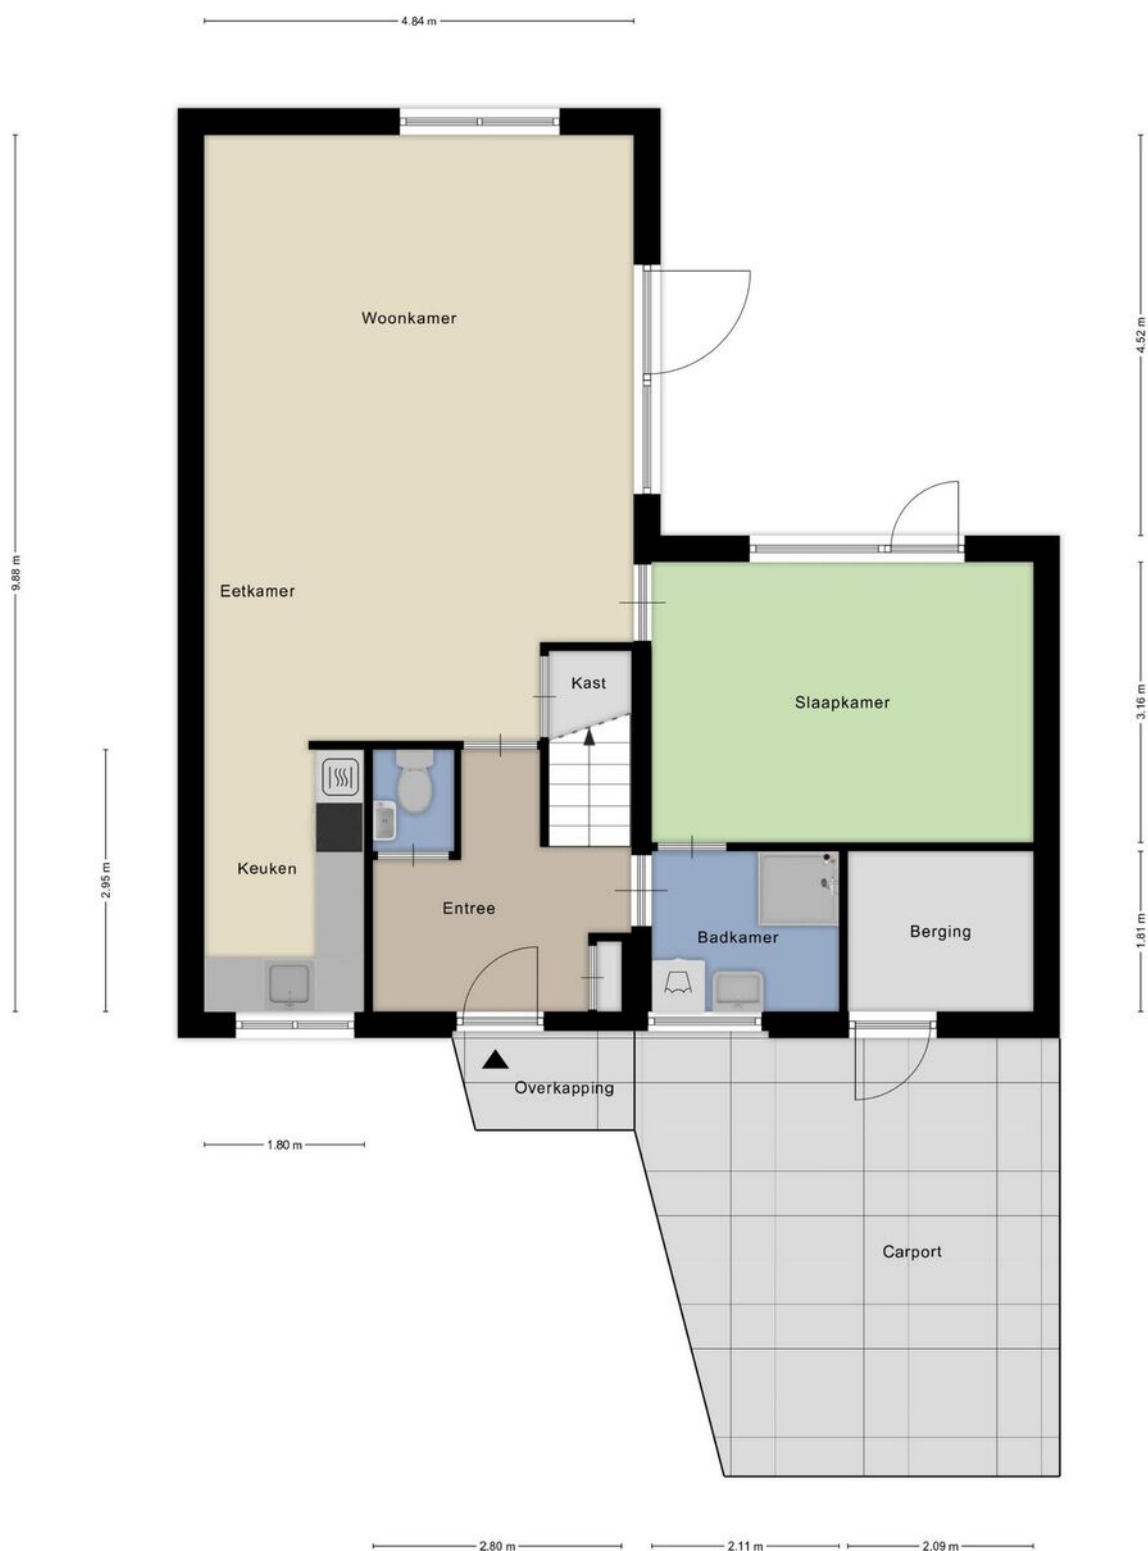 4.84 m
Woonkamer
4.52 m
9.88 m
Eetkamer
Kast
Slaapkamer
3.16 m
Keuken
2.95 m
Entree
Badkamer
Berging
1.81 m
Overkapping
1.80 m
Carport
2.80 m
2.11 m
2.09 m